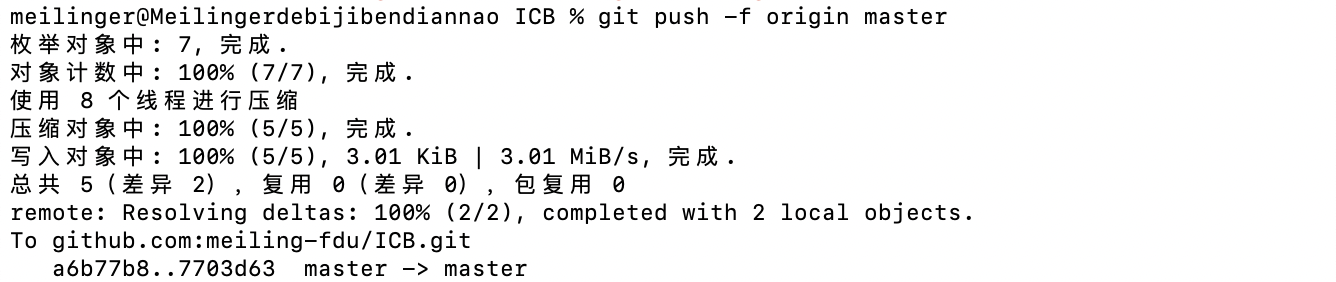 meilinger@Meilingerdebijibendiannao ICB % git push -f origin master
枚举对象中: 7, 完成.
对象计数中: 100% (7/7), 完成.
使用 8 个线程进行压缩
压缩对象中: 100% (5/5), 完成.
写入对象中: 100% (5/5), 3.01 KiB | 3.01 MiB/s, 完成.
总共 5（差异 2），复用 0（差异 0），包复用 0
remote: Resolving deltas: 100% (2/2), completed with 2 local objects.
To github.com:meiling-fdu/ICB.git
   a6b77b8..7703d63  master -> master